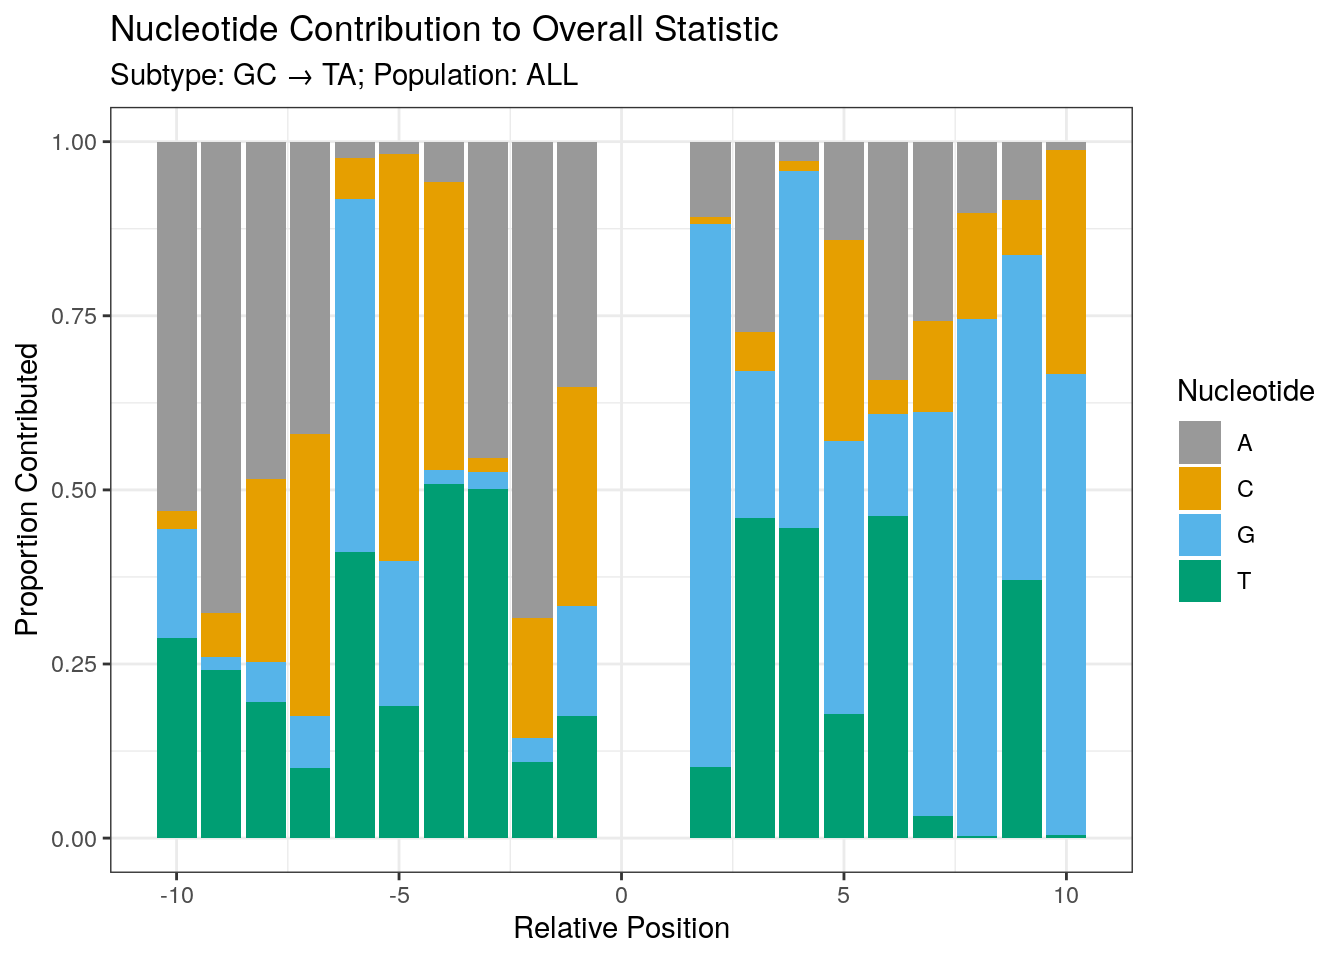 Nucleotide Contribution to Overall Statistic
Subtype: GC → TA; Population: ALL
Proportion Contributed
1.00
0.75
0.50
0.25
0.00
-10
-5
0
5
10
Relative Position
Nucleotide
A
C
G
T